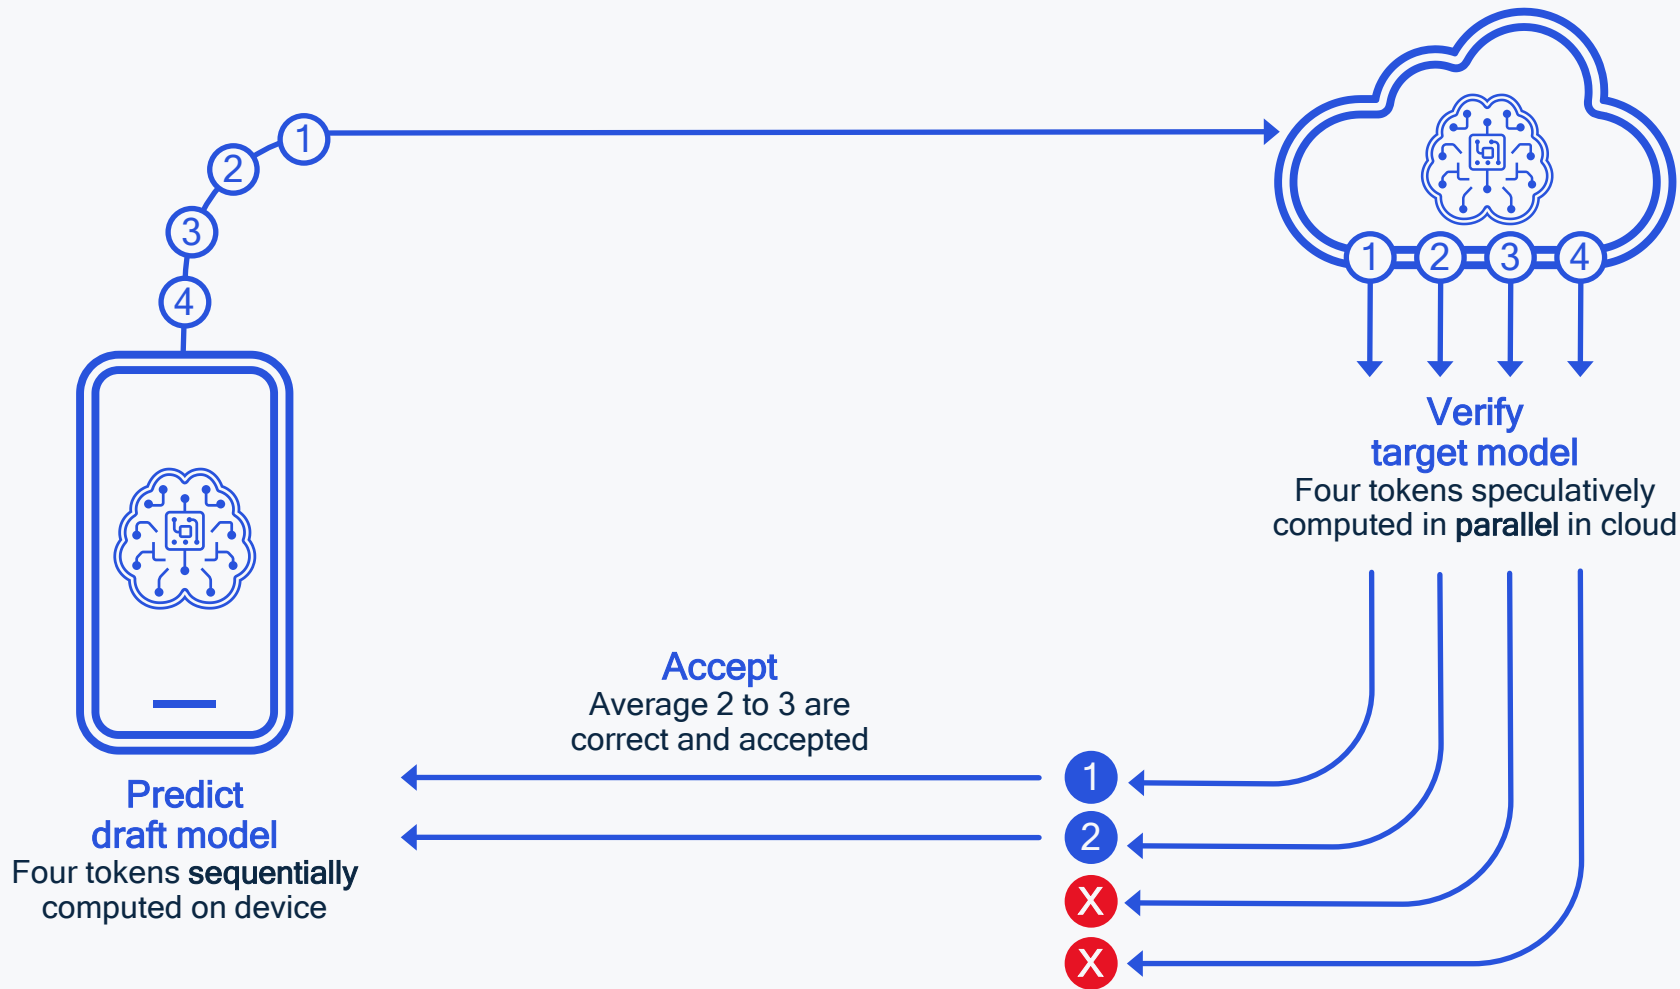 1
2
3
4
1 2 3 4
Verify
target model
Four tokens speculatively
computed in parallel in cloud
Accept
Average 2 to 3 are
correct and accepted
1
2
X
X
Predict
draft model
Four tokens sequentially
computed on device